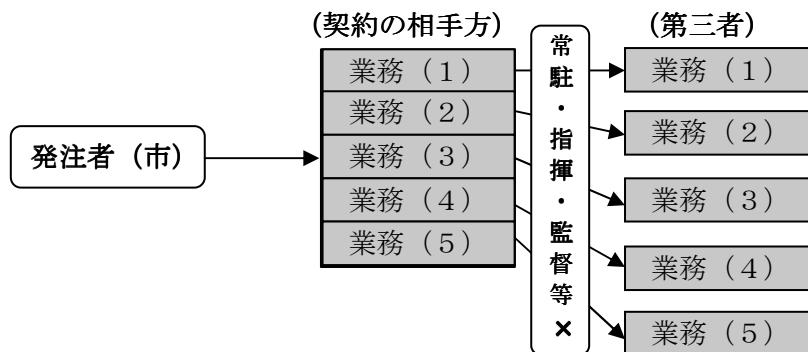 (契約の相手方)
(第三者)
発注者（市）
業務（１）
業務（２）
業務（３）
業務（４）
業務（５）
常駐・指揮・監督等×
業務（１）
業務（２）
業務（３）
業務（４）
業務（５）